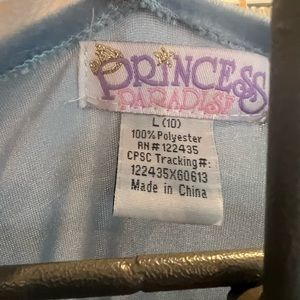 PRINCESS
PARADISE
L (10)
100% Polyester
RN# 122435
CPSC Tracking#:
122435X60613
Made in China